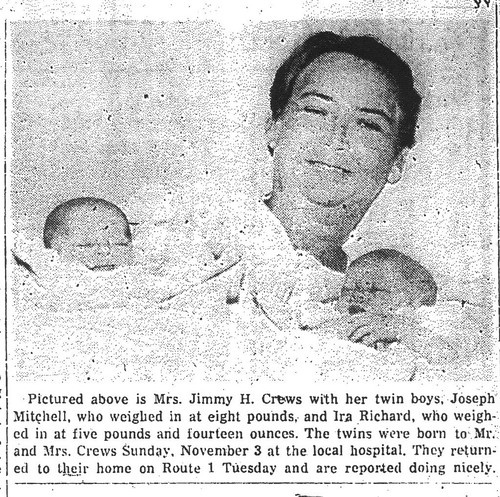 Pictured above is Mrs. Jimmy H. Crews with her twin boys, Joseph
Mitchell, who weighed in at eight pounds, and Ira Richard, who weigh-
ed in at five pounds and fourteen ounces. The twins were born to Mr.
and Mrs. Crews Sunday, November 3 at the local hospital. They return-
ed to their home on Route 1 Tuesday and are reported doing nicely.